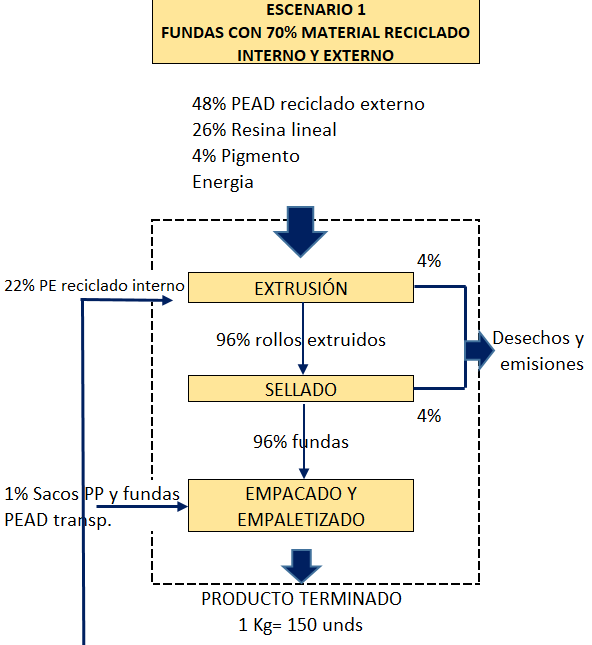 ESCENARIO 1
FUNDAS CON 70% MATERIAL RECICLADO
INTERNO Y EXTERNO
48% PEAD reciclado externo
26% Resina lineal
4% Pigmento
Energia
4%
22% PE reciclado interno
EXTRUSIÓN
96% rollos extruidos
Desechos y
emisiones
SELLADO
4%
96% fundas
1% Sacos PP y fundas
PEAD transp.
EMPACADO Y
EMPALETIZADO
PRODUCTO TERMINADO
1 Kg= 150 unds